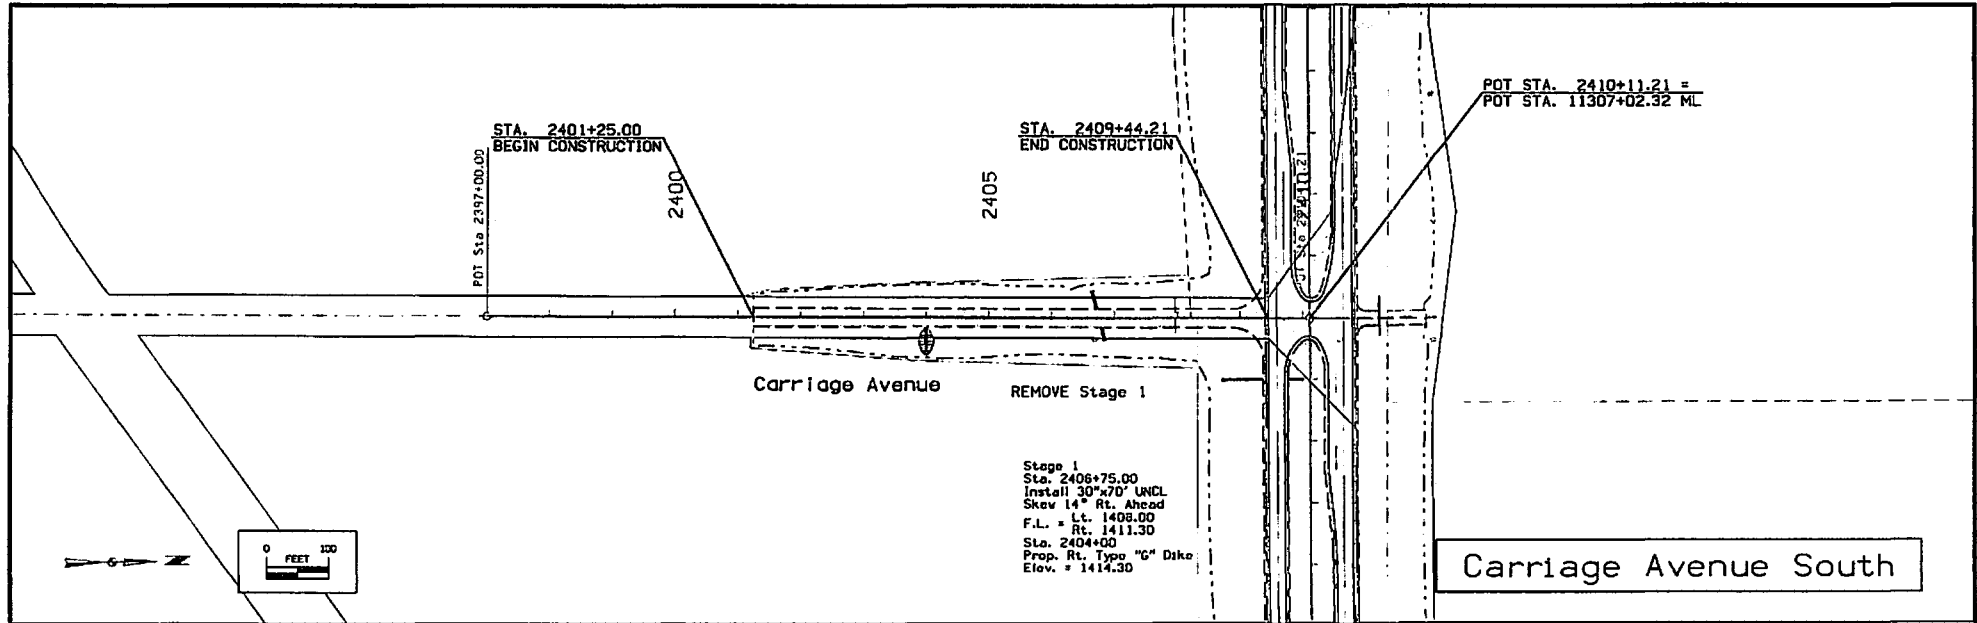 POT STA. 2410+11.21 =
POT STA. 11307+02.32 ML
STA. 2401+25.00
BEGIN CONSTRUCTION
STA. 2409+44.21
END CONSTRUCTION
POT Sta 2397+00.00
2400
2405
Carriage Avenue
REMOVE Stage 1
Stage 1
Sta. 2406+75.00
Install 30"x70' UNCL
Skew 14° Rt. Ahead
F.L. = Lt. 1408.00
Rt. 1411.30
Sta. 2404+00
Prop. Rt. Type "G" Dike
Elev. = 1414.30
0 100
FEET
Z
Carriage Avenue South